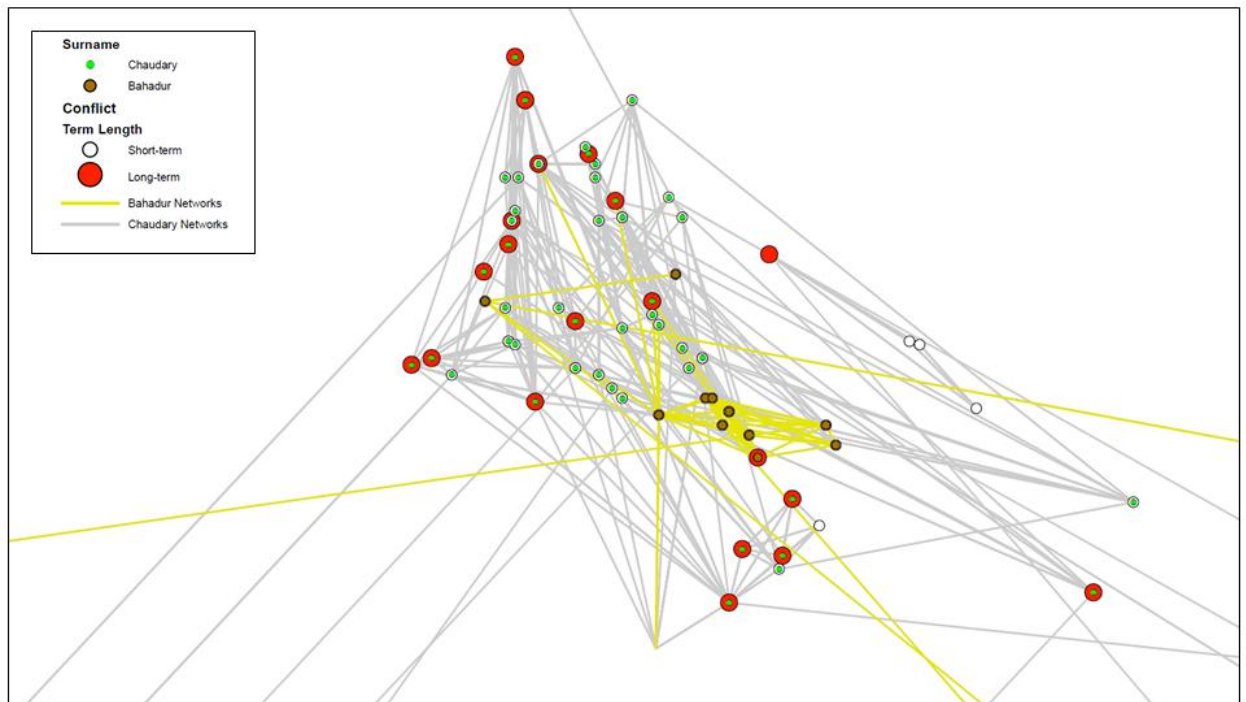 Surname
Chaudary
Bahadur
Conflict
Term Length
Short-term
Long-term
Bahadur Networks
Chaudary Networks